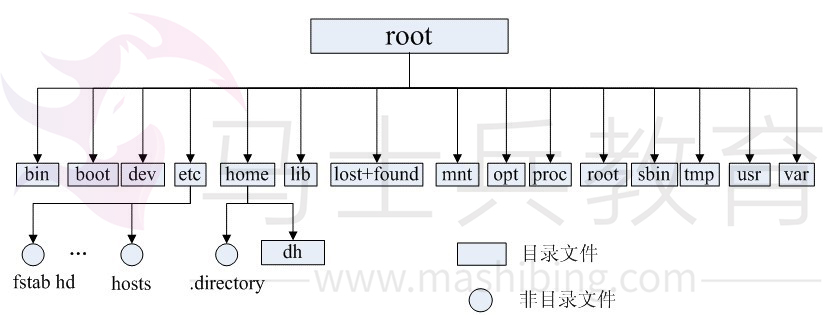 root
bin boot dev etc home lib lost+found mnt opt proc root sbin tmp usr var
马士兵教育
... dh 目录文件
fstab hd hosts .directory
www.mashibing.com
非目录文件